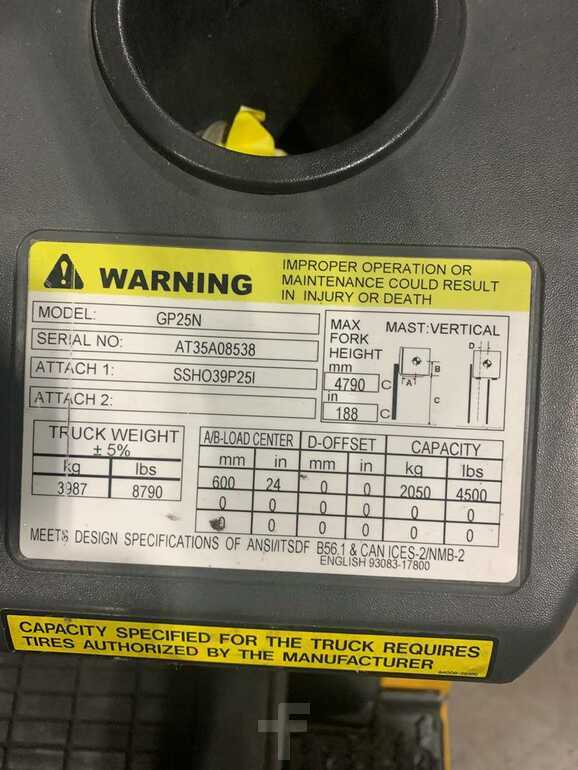 WARNING
IMPROPER OPERATION OR
MAINTENANCE COULD RESULT
IN INJURY OR DEATH
MODEL: GP25N
SERIAL NO: AT35A08538
ATTACH 1: SSHO39P25I
ATTACH 2:
MAX
FORK
HEIGHT
mm
4790 C
in
188 C
MAST:VERTICAL
D
A
B
C
TRUCK WEIGHT
± 5%
kg lbs
3987 8790
A/B-LOAD CENTER D-OFFSET CAPACITY
mm in mm in kg lbs
600 24 0 0 2050 4500
0 0 0 0 0 0
0 0 0 0 0 0
MEETS DESIGN SPECIFICATIONS OF ANSI/ITSDF B56.1 & CAN ICES-2/NMB-2
ENGLISH 93083-17800
CAPACITY SPECIFIED FOR THE TRUCK REQUIRES
TIRES AUTHORIZED BY THE MANUFACTURER